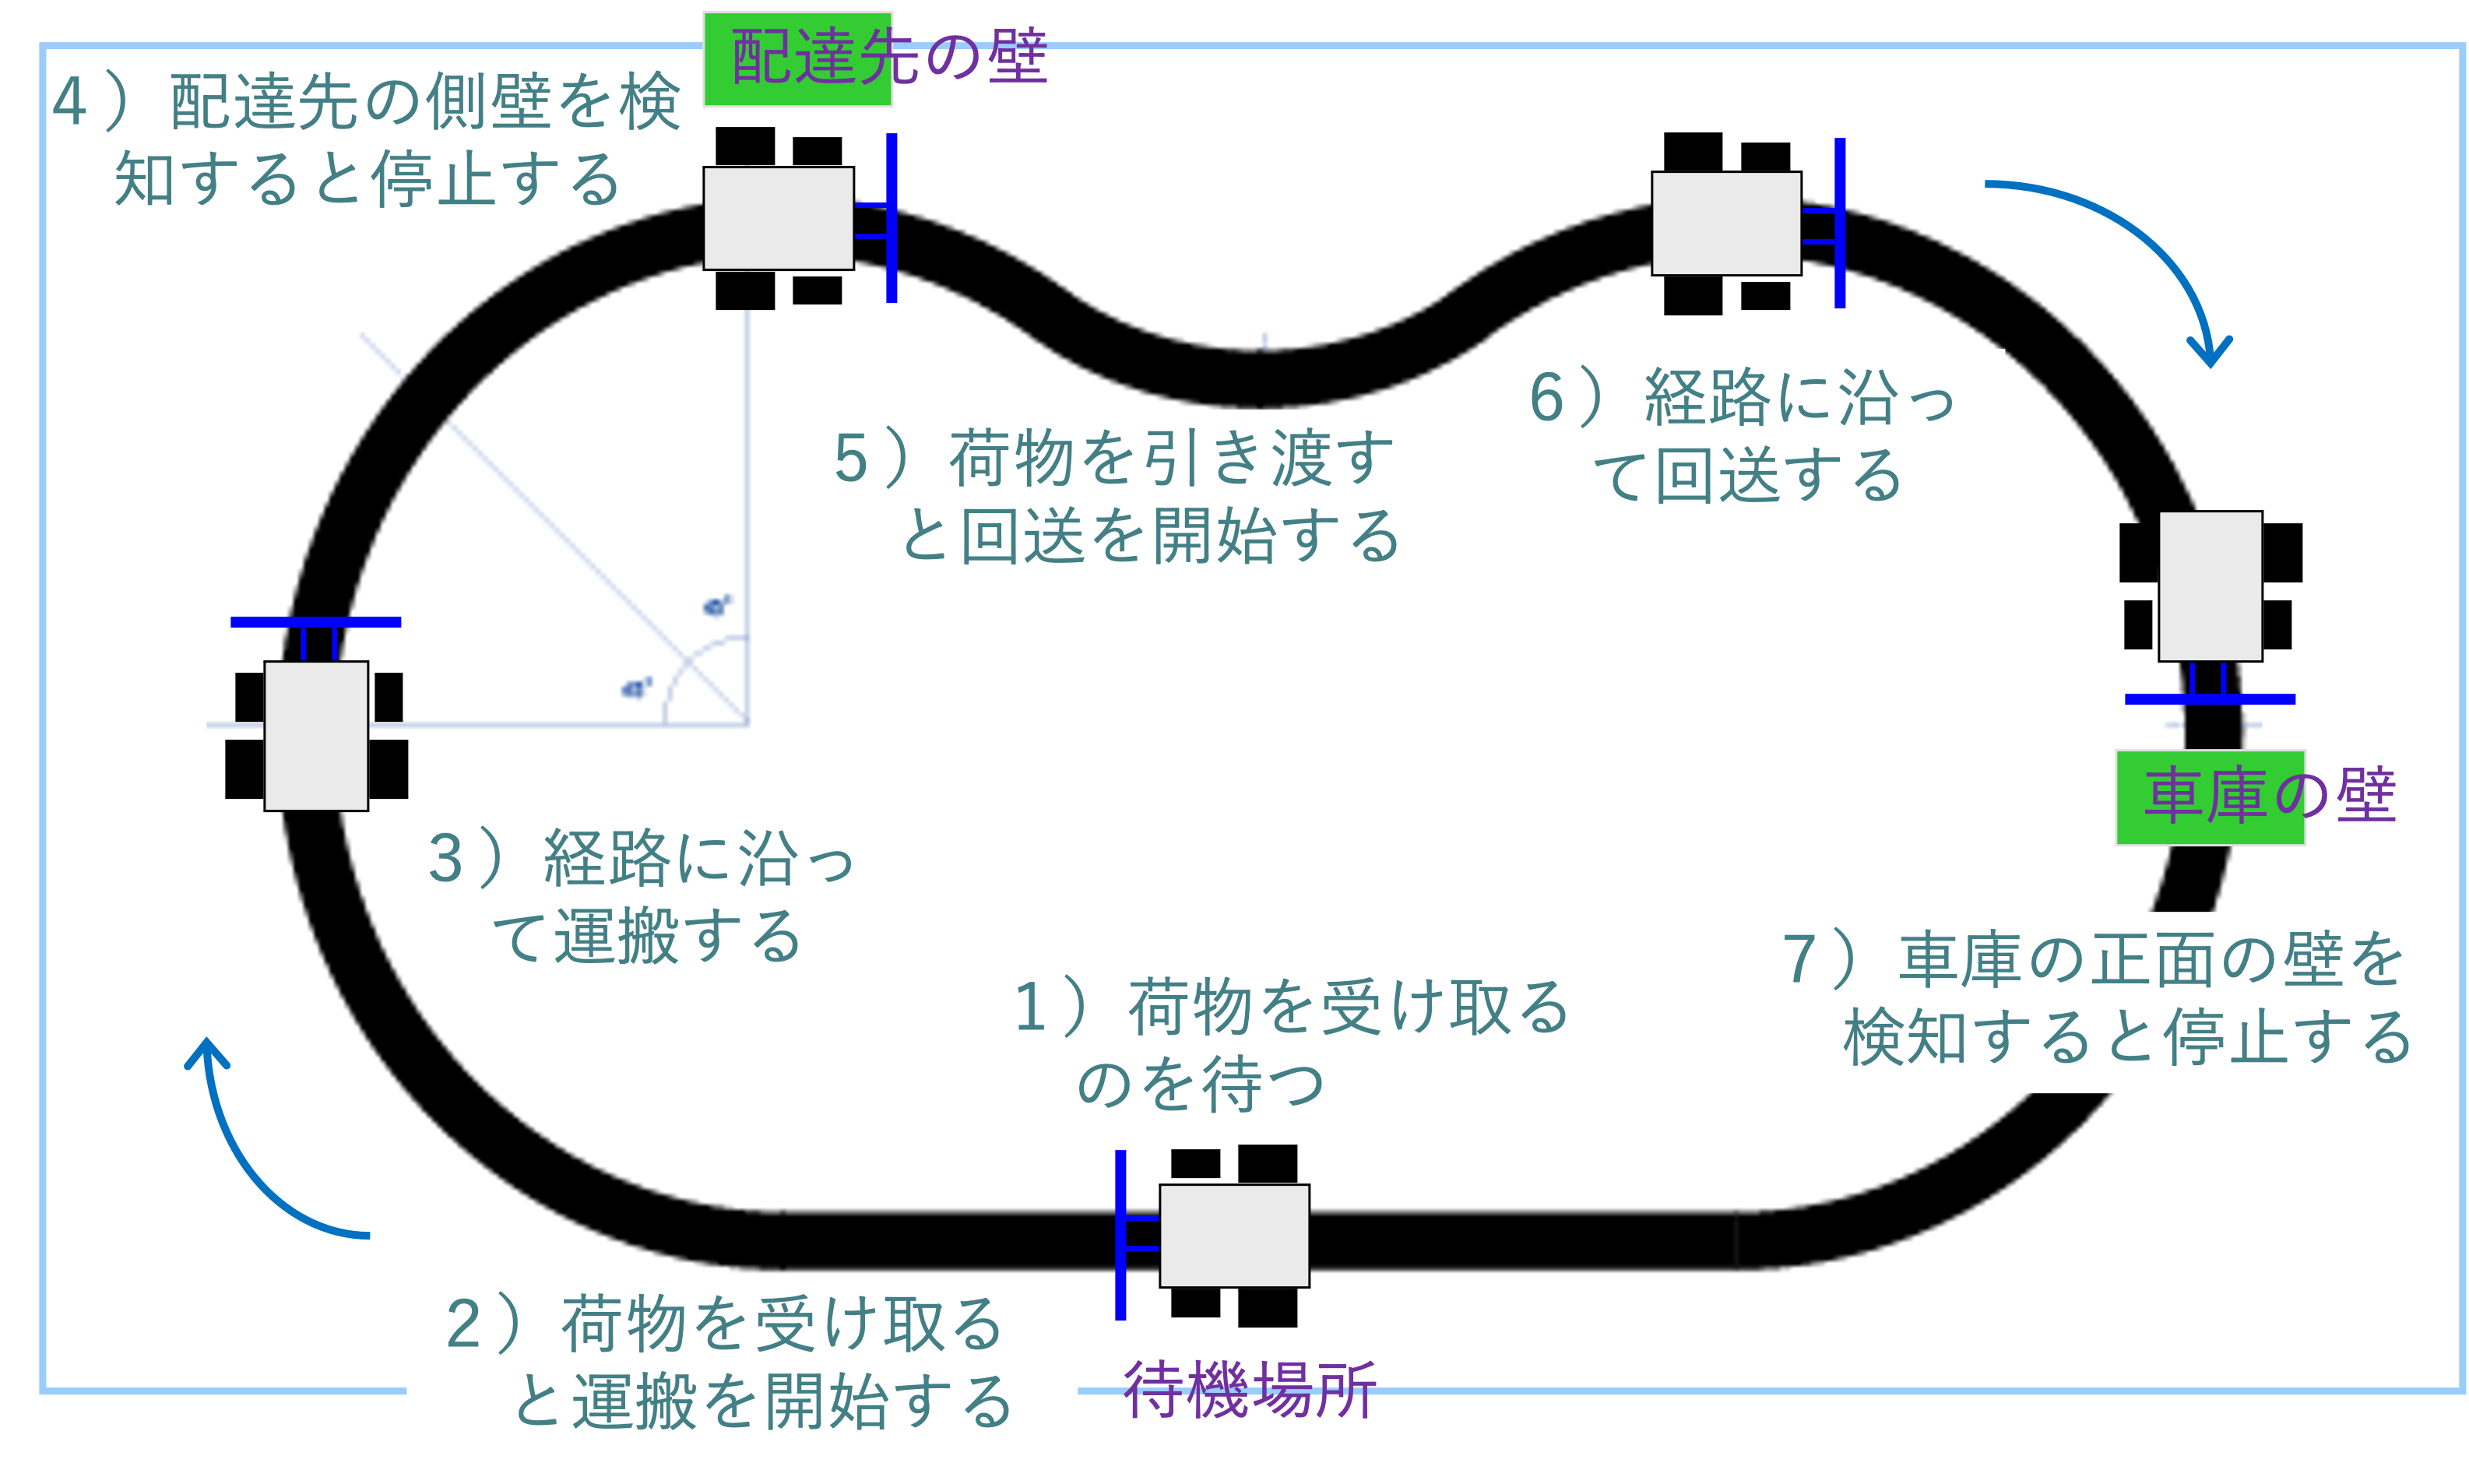 配達先の壁
4）配達先の側壁を検
知すると停止する
6）経路に沿っ
て回送する
5）荷物を引き渡す
と回送を開始する
車庫の壁
3）経路に沿っ
て運搬する
7）車庫の正面の壁を
検知すると停止する
1）荷物を受け取る
のを待つ
2）荷物を受け取る
と運搬を開始する
待機場所